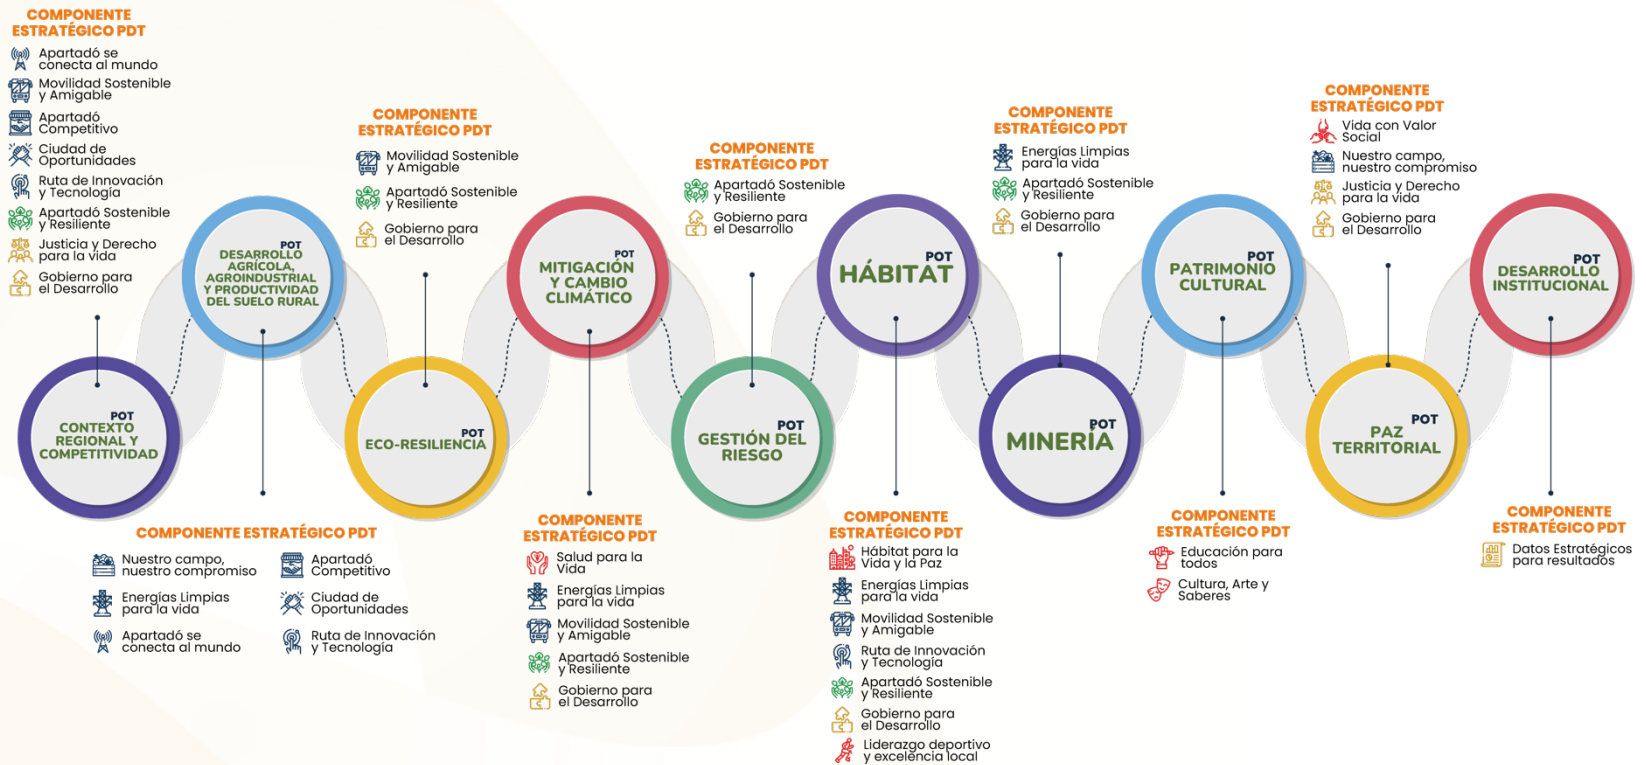 COMPONENTE
ESTRATÉGICO PDT
Apartadó se
conecta al mundo
Movilidad Sostenible
y Amigable
Apartadó
Competitivo
Ciudad de
Oportunidades
Ruta de Innovación
y Tecnología
Apartadó Sostenible
y Resiliente
Justicia y Derecho
para la vida
Gobierno para
el Desarrollo
POT
CONTEXTO
REGIONAL Y
COMPETITIVIDAD
POT
DESARROLLO
AGRÍCOLA,
AGROINDUSTRIAL
Y PRODUCTIVIDAD
DEL SUELO RURAL
COMPONENTE ESTRATÉGICO PDT
Nuestro campo,
nuestro compromiso
Energías Limpias
para la vida
Apartadó se
conecta al mundo
Apartadó
Competitivo
Ciudad de
Oportunidades
Ruta de Innovación
y Tecnología
COMPONENTE
ESTRATÉGICO PDT
Movilidad Sostenible
y Amigable
Apartadó Sostenible
y Resiliente
Gobierno para
el Desarrollo
POT
ECO-RESILIENCIA
POT
MITIGACIÓN
Y CAMBIO
CLIMÁTICO
COMPONENTE
ESTRATÉGICO PDT
Salud para la
Vida
Energías Limpias
para la vida
Movilidad Sostenible
y Amigable
Apartadó Sostenible
y Resiliente
Gobierno para
el Desarrollo
COMPONENTE
ESTRATÉGICO PDT
Apartadó Sostenible
y Resiliente
Gobierno para
el Desarrollo
POT
GESTIÓN DEL
RIESGO
POT
HÁBITAT
COMPONENTE
ESTRATÉGICO PDT
Hábitat para la
Vida y la Paz
Energías Limpias
para la vida
Movilidad Sostenible
y Amigable
Ruta de Innovación
y Tecnología
Apartadó Sostenible
y Resiliente
Gobierno para
el Desarrollo
Liderazgo deportivo
y excelencia local
COMPONENTE
ESTRATÉGICO PDT
Energías Limpias
para la vida
Apartadó Sostenible
y Resiliente
Gobierno para
el Desarrollo
POT
MINERÍA
POT
PATRIMONIO
CULTURAL
COMPONENTE
ESTRATÉGICO PDT
Educación para
todos
Cultura, Arte y
Saberes
COMPONENTE
ESTRATÉGICO PDT
Vida con Valor
Social
Nuestro campo,
nuestro compromiso
Justicia y Derecho
para la vida
Gobierno para
el Desarrollo
POT
PAZ
TERRITORIAL
POT
DESARROLLO
INSTITUCIONAL
COMPONENTE
ESTRATÉGICO PDT
Datos Estratégicos
para resultados